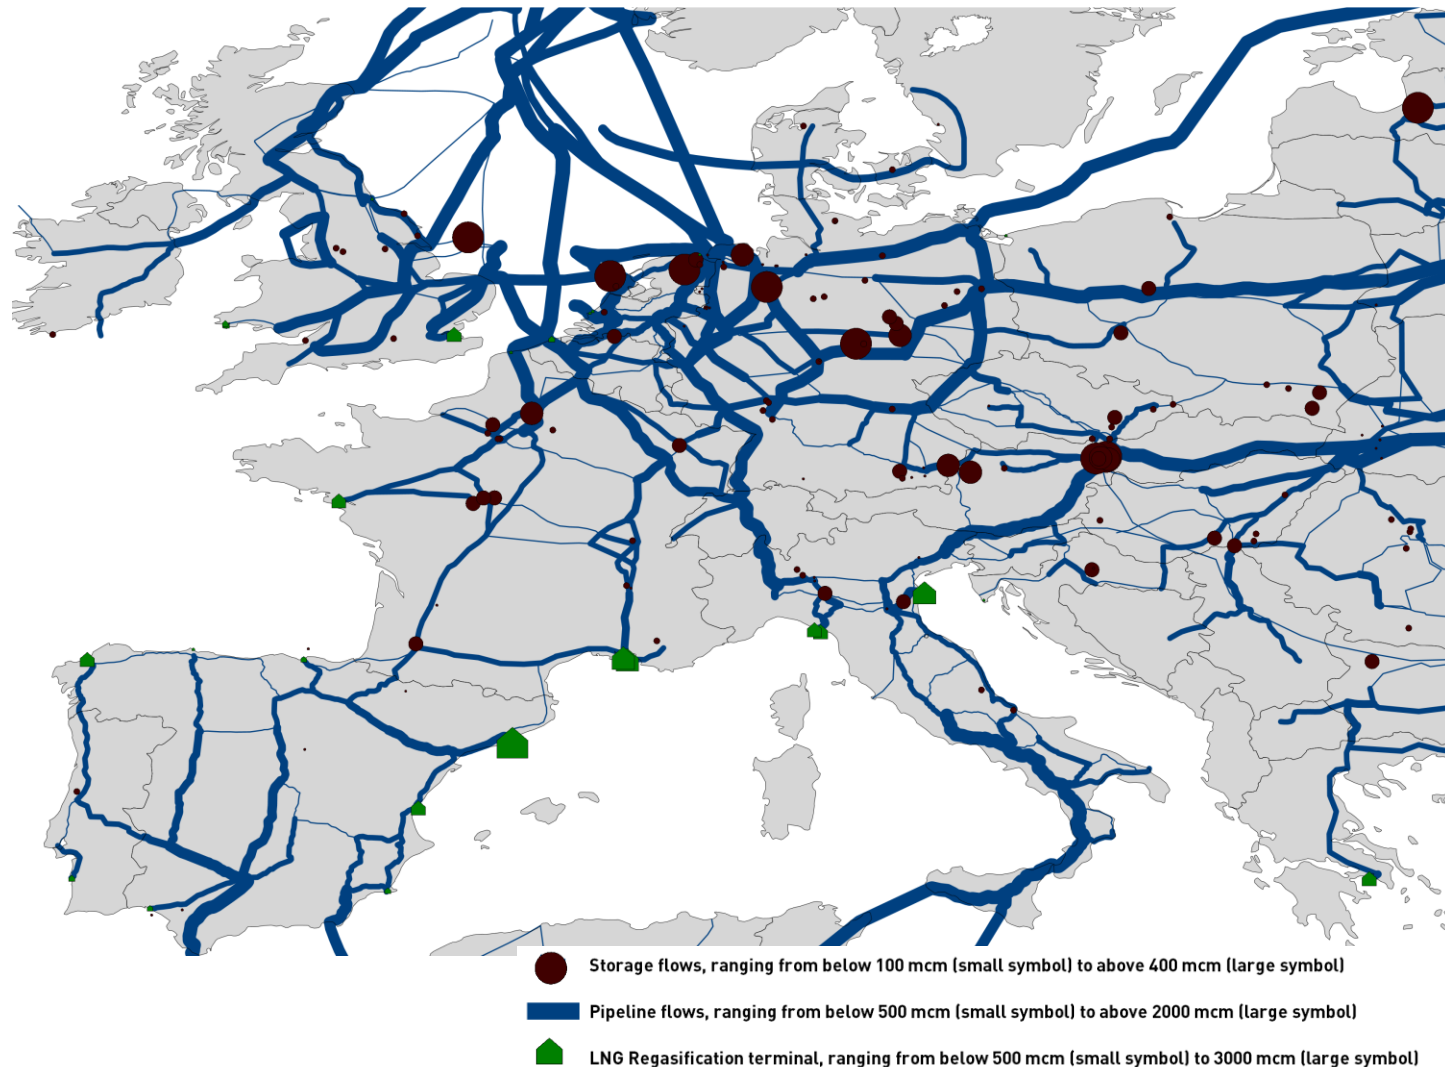 Storage flows, ranging from below 100 mcm (small symbol) to above 400 mcm (large symbol)
Pipeline flows, ranging from below 500 mcm (small symbol) to above 2000 mcm (large symbol)
LNG Regasification terminal, ranging from below 500 mcm (small symbol) to 3000 mcm (large symbol)